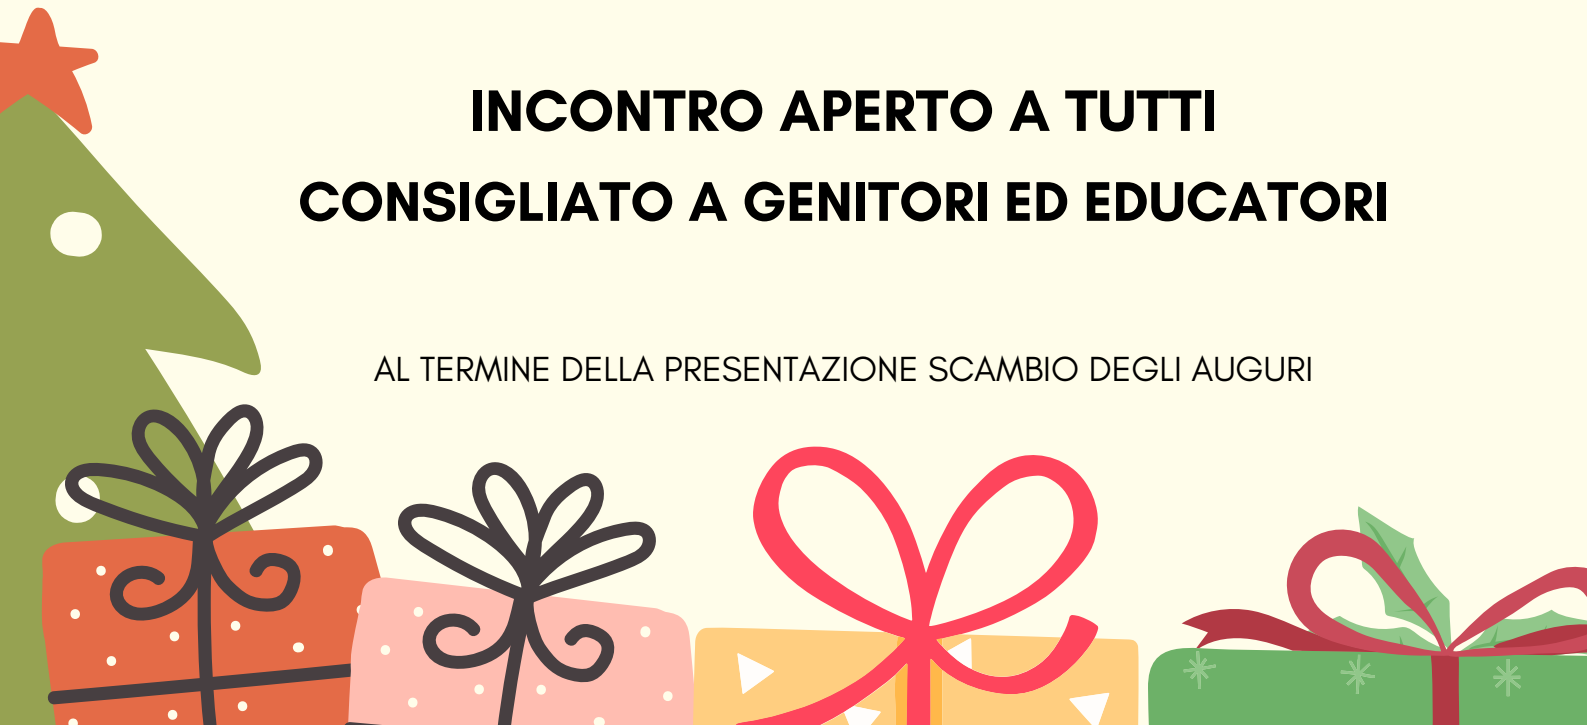 INCONTRO APERTO A TUTTI
CONSIGLIATO A GENITORI ED EDUCATORI
AL TERMINE DELLA PRESENTAZIONE SCAMBIO DEGLI AUGURI